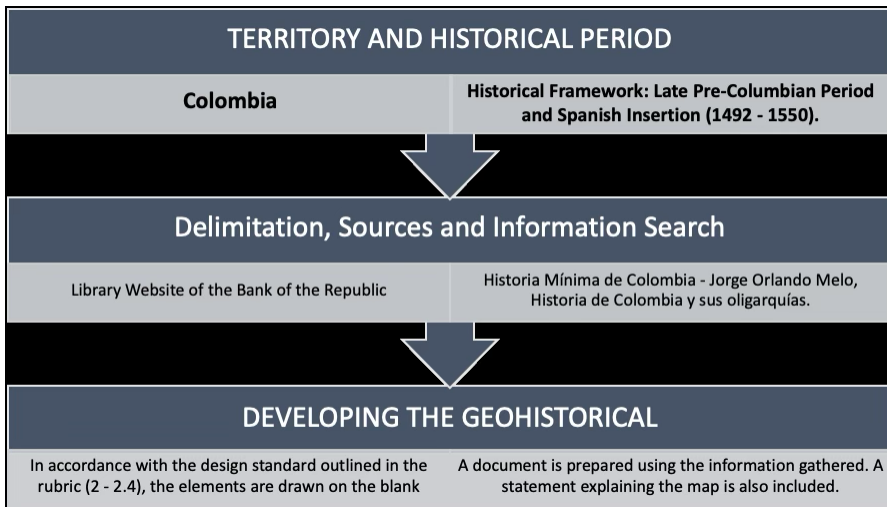 TERRITORY AND HISTORICAL PERIOD
Colombia
Historical Framework: Late Pre-Columbian Period
and Spanish Insertion (1492 - 1550).
Delimitation, Sources and Information Search
Library Website of the Bank of the Republic
Historia Mínima de Colombia - Jorge Orlando Melo,
Historia de Colombia y sus oligarquías.
DEVELOPING THE GEOHISTORICAL
In accordance with the design standard outlined in the
rubric (2 - 2.4), the elements are drawn on the blank
A document is prepared using the information gathered. A
statement explaining the map is also included.